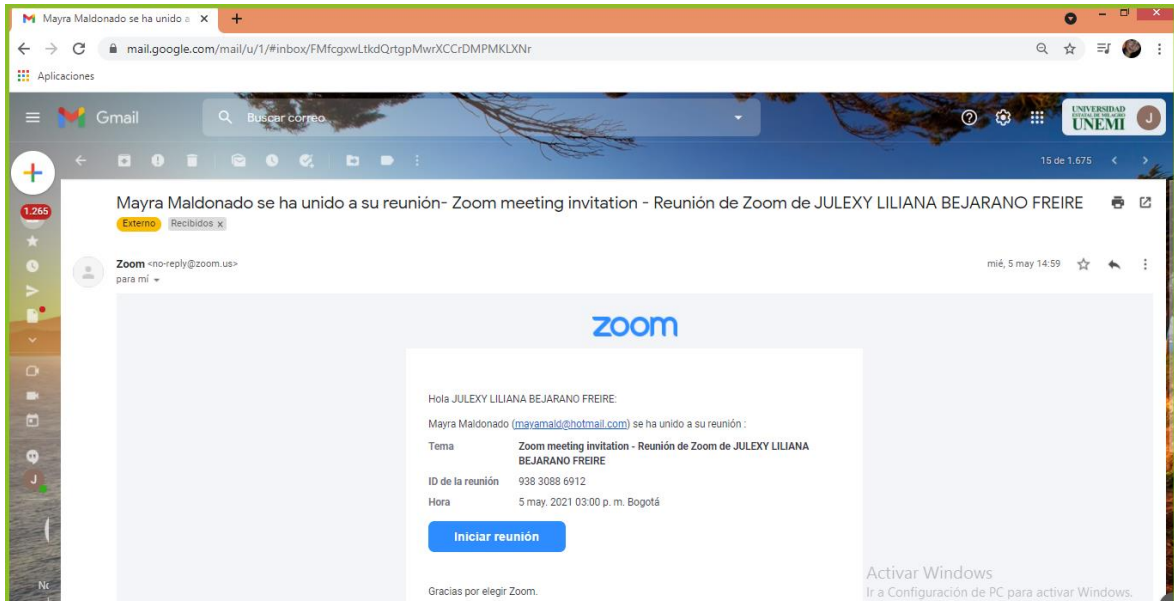 Mayra Maldonado se ha unido a
mail.google.com/mail/u/1/#inbox/FMfcgxwLtkdQrtgpMwrXCCrDMPMKLXNr
Aplicaciones
Gmail
Buscar correo
UNIVERSIDAD
ESTATAL DE MILAGRO
UNEMI
J
15 de 1.675
1.265
Mayra Maldonado se ha unido a su reunión- Zoom meeting invitation - Reunión de Zoom de JULEXY LILIANA BEJARANO FREIRE
Externo Recibidos x
Zoom <no-reply@zoom.us>
mié, 5 may 14:59
para mí
zoom
Hola JULEXY LILIANA BEJARANO FREIRE:
Mayra Maldonado (mayamald@hotmail.com) se ha unido a su reunión :
Tema Zoom meeting invitation - Reunión de Zoom de JULEXY LILIANA
BEJARANO FREIRE
ID de la reunión 938 3088 6912
Hora 5 may. 2021 03:00 p. m. Bogotá
J
Iniciar reunión
Gracias por elegir Zoom.
Activar Windows
Ir a Configuración de PC para activar Windows.